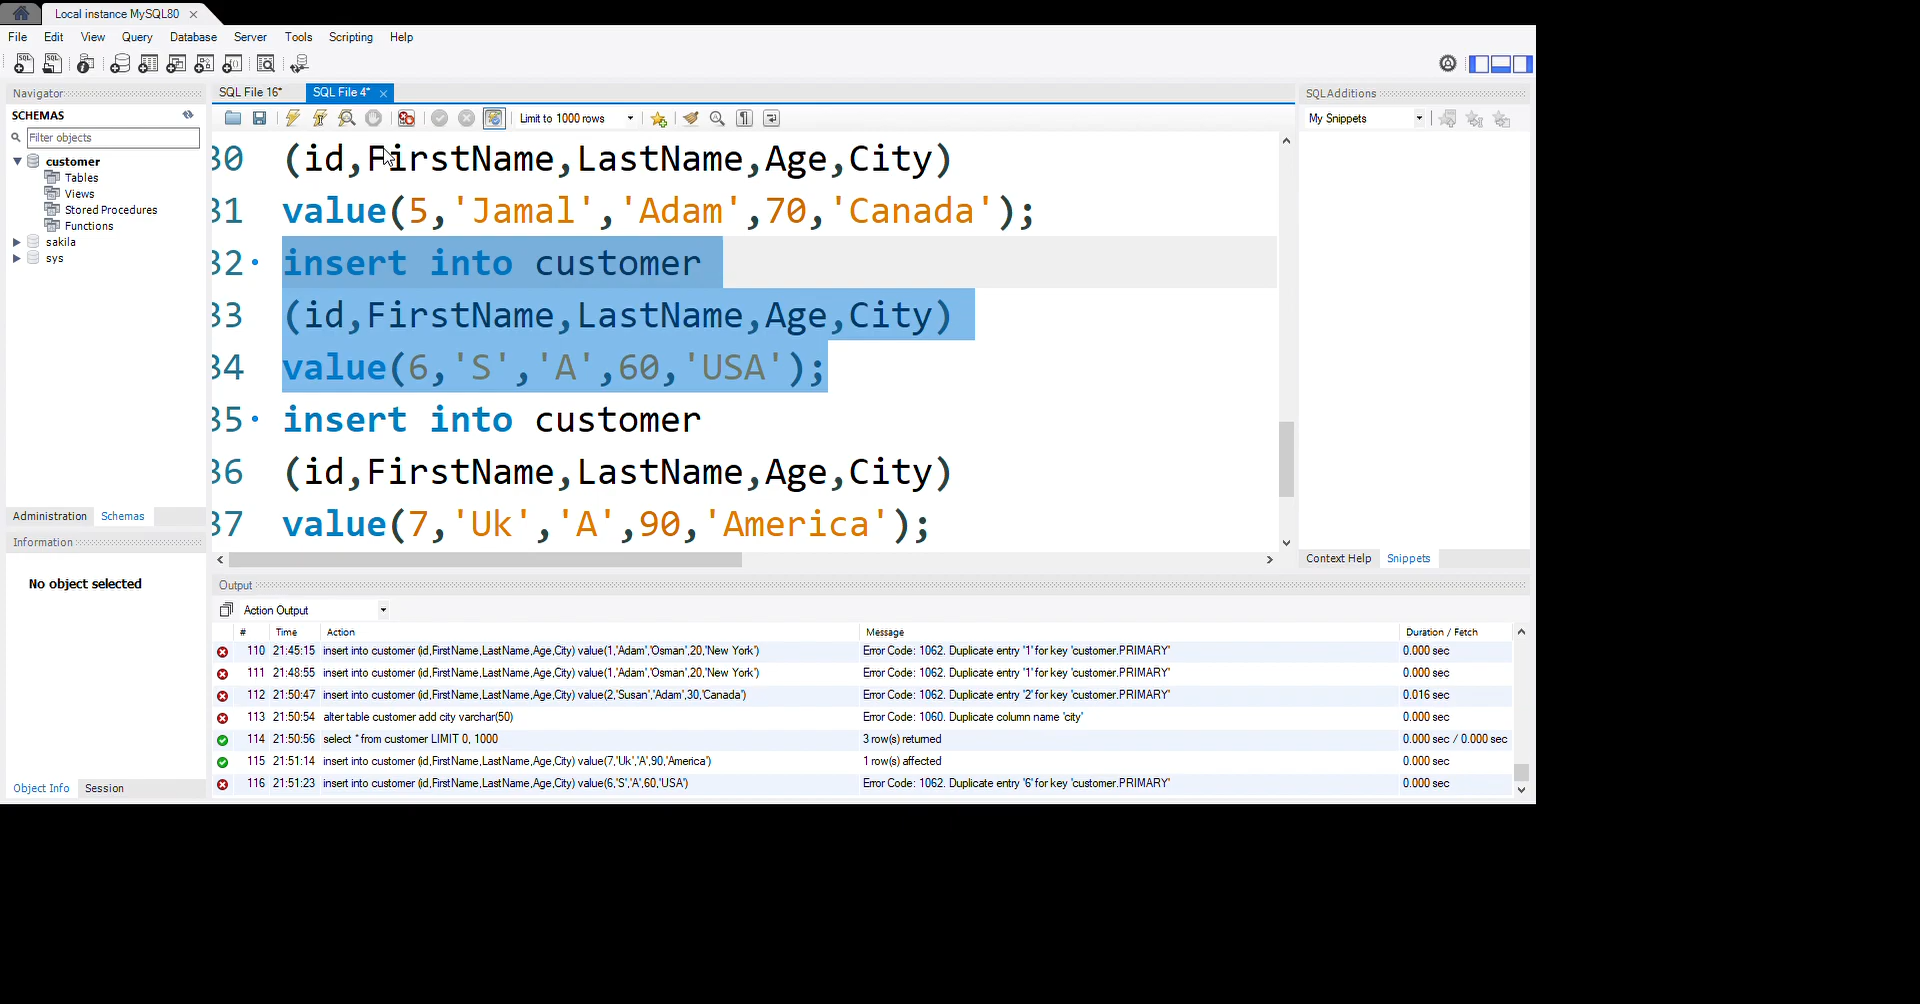 Local instance MySQL80
File Edit View Query Database Server Tools Scripting Help
Navigator
SCHEMAS
Filter objects
customer
Tables
Views
Stored Procedures
Functions
sakila
sys
Administration Schemas
Information
No object selected
Object Info Session
SQL File 16* SQL File 4*
Limit to 1000 rows
30 (id,FirstName,LastName,Age,City)
31 value(5,'Jamal','Adam',70,'Canada');
32 insert into customer
33 (id,FirstName,LastName,Age,City)
34 value(6,'S','A',60,'USA');
35 insert into customer
36 (id,FirstName,LastName,Age,City)
37 value(7,'Uk','A',90,'America');
SQLAdditions
My Snippets
Context Help Snippets
Output
Action Output
# Time Action Message Duration / Fetch
110 21:45:15 insert into customer (id,FirstName,LastName,Age,City) value(1,'Adam','Osman',20,'New York') Error Code: 1062. Duplicate entry '1' for key 'customer.PRIMARY' 0.000 sec
111 21:48:55 insert into customer (id,FirstName,LastName,Age,City) value(1,'Adam','Osman',20,'New York') Error Code: 1062. Duplicate entry '1' for key 'customer.PRIMARY' 0.000 sec
112 21:50:47 insert into customer (id,FirstName,LastName,Age,City) value(2,'Susan','Adam',30,'Canada') Error Code: 1062. Duplicate entry '2' for key 'customer.PRIMARY' 0.016 sec
113 21:50:54 alter table customer add city varchar(50) Error Code: 1060. Duplicate column name 'city' 0.000 sec
114 21:50:56 select * from customer LIMIT 0, 1000 3 row(s) returned 0.000 sec / 0.000 sec
115 21:51:14 insert into customer (id,FirstName,LastName,Age,City) value(7,'Uk','A',90,'America') 1 row(s) affected 0.000 sec
116 21:51:23 insert into customer (id,FirstName,LastName,Age,City) value(6,'S','A',60,'USA') Error Code: 1062. Duplicate entry '6' for key 'customer.PRIMARY' 0.000 sec